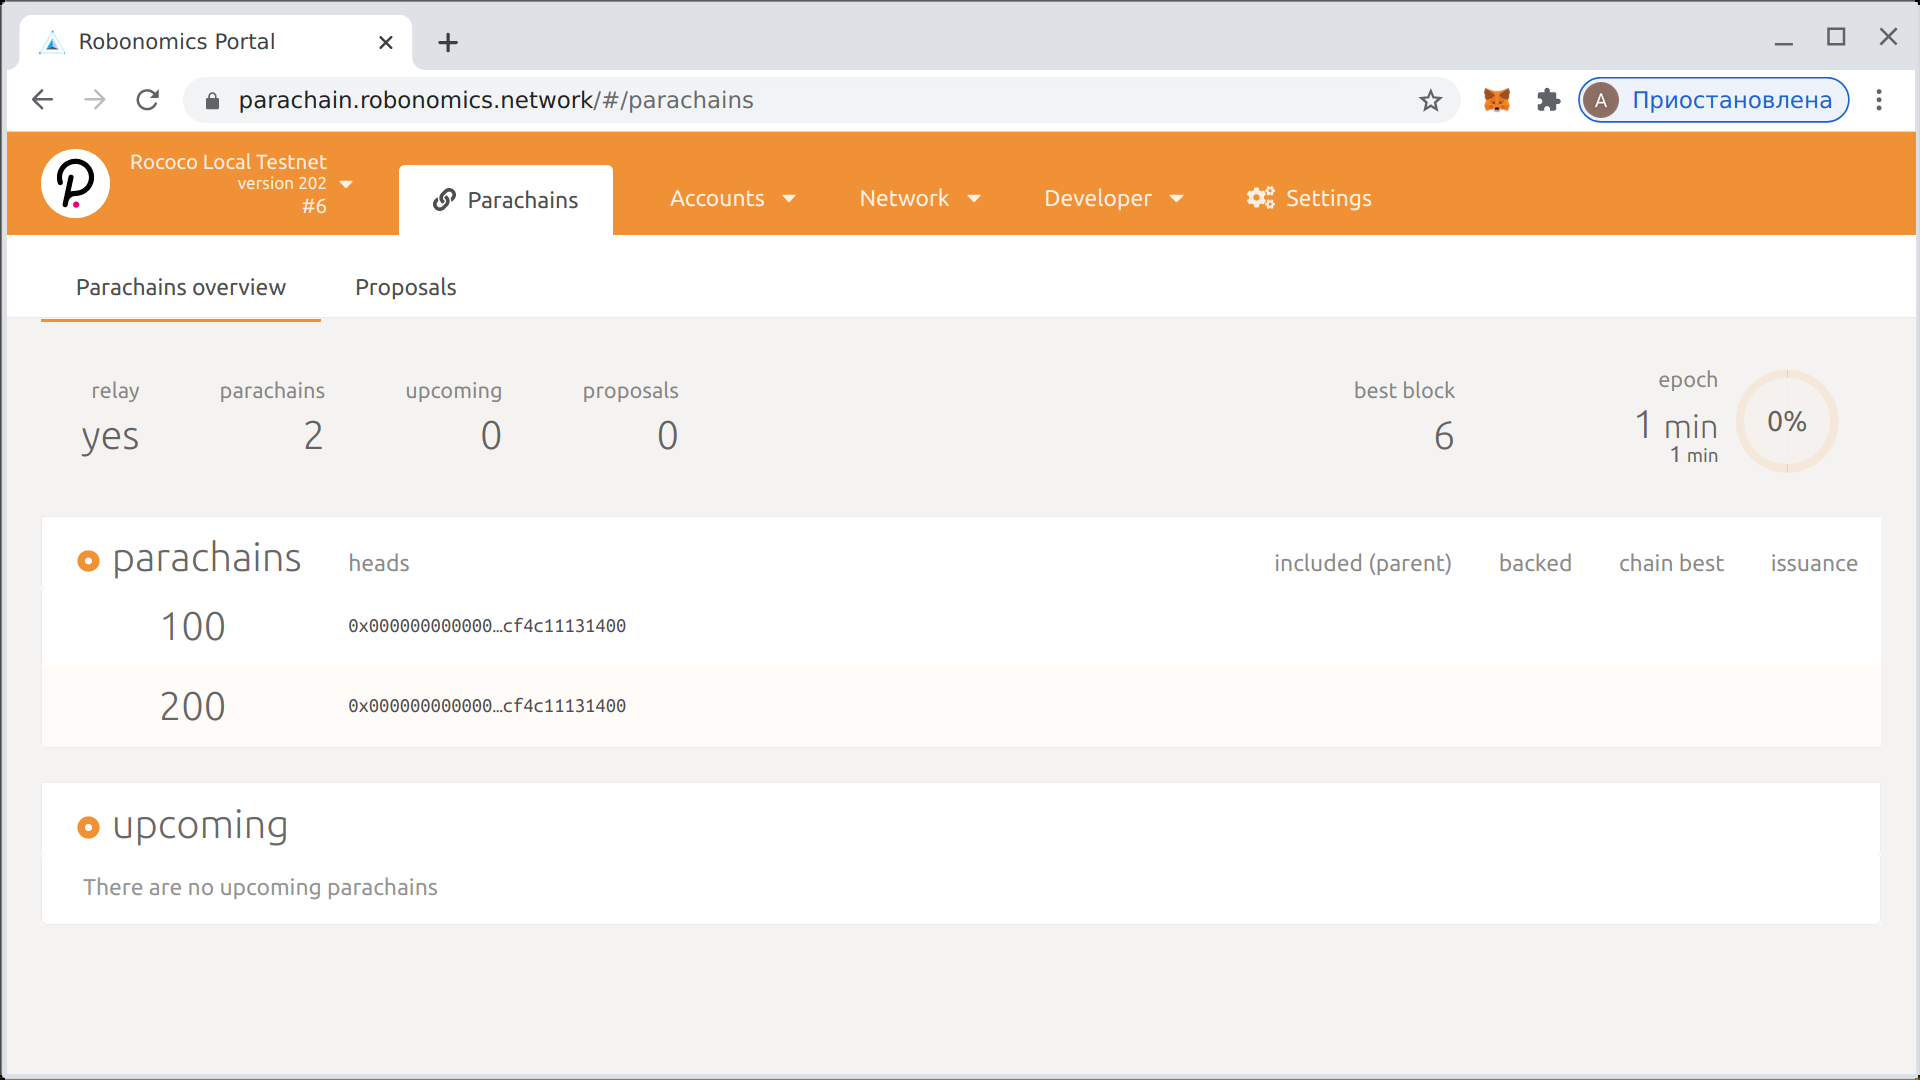 Robonomics Portal
parachain.robonomics.network/#/parachains
A Приостановлена
Rococo Local Testnet
version 202
#6
Parachains
Accounts
Network
Developer
Settings
Parachains overview
Proposals
relay
yes
parachains
2
upcoming
0
proposals
0
best block
6
epoch
1 min
1 min
0%
parachains heads included (parent) backed chain best issuance
100 0x000000000000…cf4c11131400
200 0x000000000000…cf4c11131400
upcoming
There are no upcoming parachains